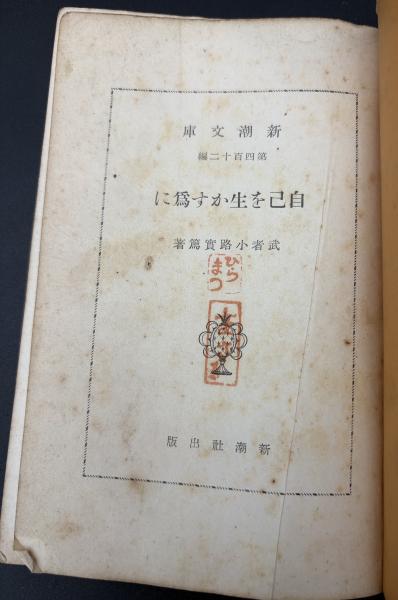 新潮文庫
第四百十二編
自己を生かす爲に
武者小路實篤著
ひら
まつ
新潮社出版